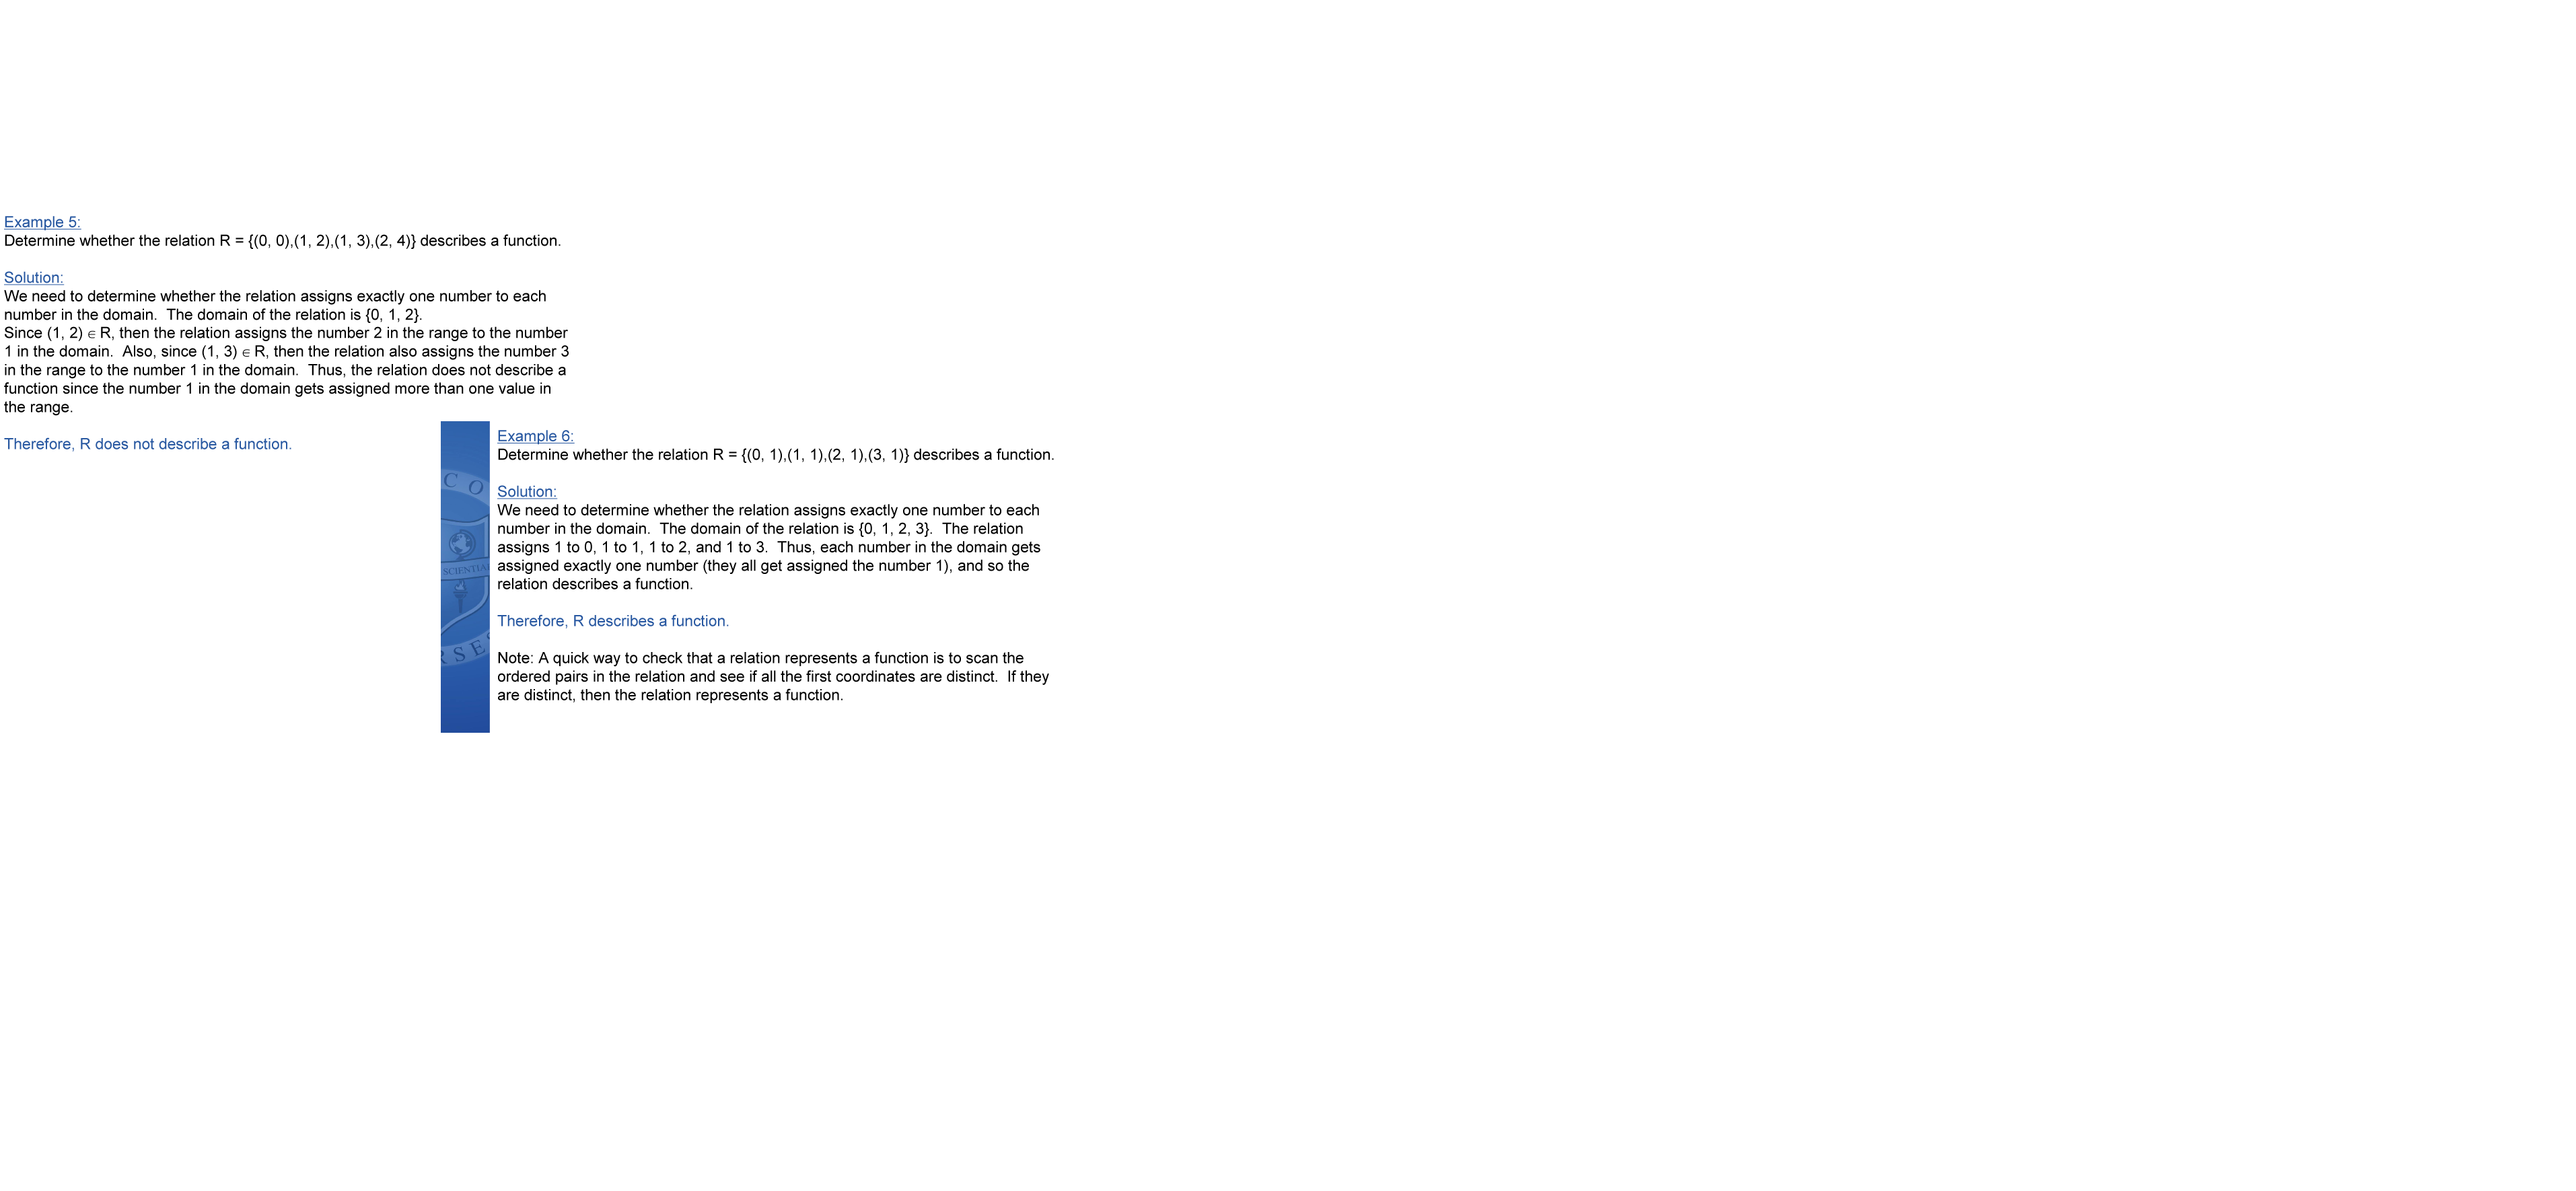 Example 5:
Determine whether the relation R = {(0, 0),(1, 2),(1, 3),(2, 4)} describes a function.
Solution:
We need to determine whether the relation assigns exactly one number to each
number in the domain.  The domain of the relation is {0, 1, 2}.
Since (1, 2) ∈ R, then the relation assigns the number 2 in the range to the number
1 in the domain.  Also, since (1, 3) ∈ R, then the relation also assigns the number 3
in the range to the number 1 in the domain.  Thus, the relation does not describe a
function since the number 1 in the domain gets assigned more than one value in
the range.
Therefore, R does not describe a function.
Example 6:
Determine whether the relation R = {(0, 1),(1, 1),(2, 1),(3, 1)} describes a function.
Solution:
We need to determine whether the relation assigns exactly one number to each
number in the domain.  The domain of the relation is {0, 1, 2, 3}.  The relation
assigns 1 to 0, 1 to 1, 1 to 2, and 1 to 3.  Thus, each number in the domain gets
assigned exactly one number (they all get assigned the number 1), and so the
relation describes a function.
Therefore, R describes a function.
Note: A quick way to check that a relation represents a function is to scan the
ordered pairs in the relation and see if all the first coordinates are distinct.  If they
are distinct, then the relation represents a function.
CO
SCIENTIA
RSE